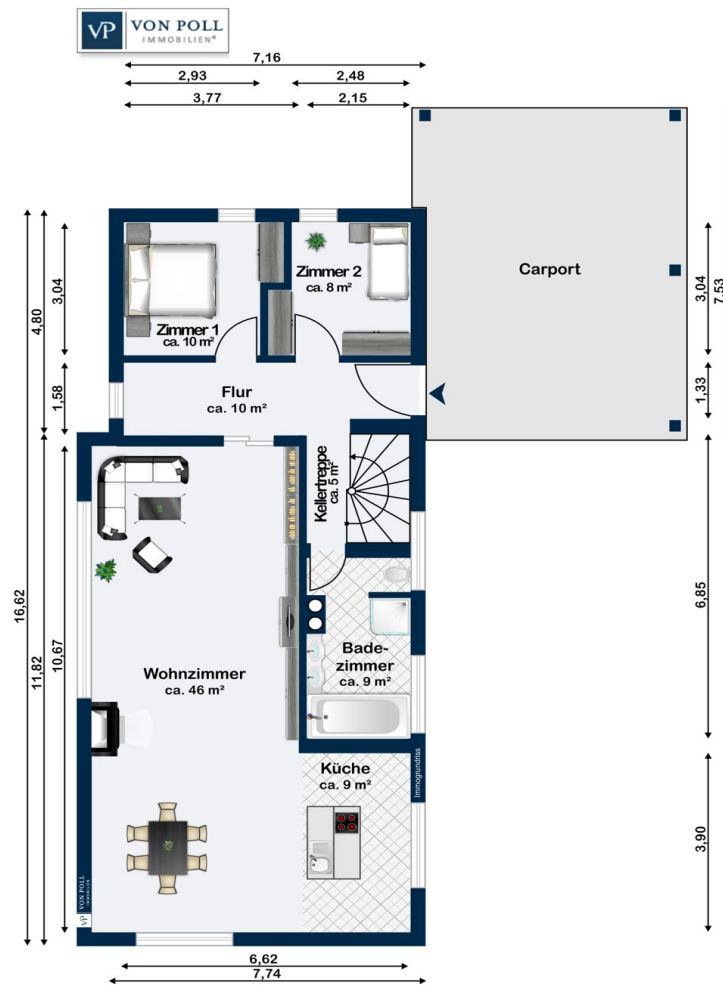 VP VON POLL
IMMOBILIEN®
7,16
2,93 2,48
3,77 2,15
Zimmer 1
ca. 10 m²
Zimmer 2
ca. 8 m²
Carport
Flur
ca. 10 m²
Kellertreppe
ca. 5 m²
Wohnzimmer
ca. 46 m²
Bade-
zimmer
ca. 9 m²
Küche
ca. 9 m²
Immogrundriss
VP VON POLL
IMMOBILIEN
16,62
4,80
11,82
3,04
1,58
10,67
3,04
1,33
7,53
6,85
3,90
6,62
7,74